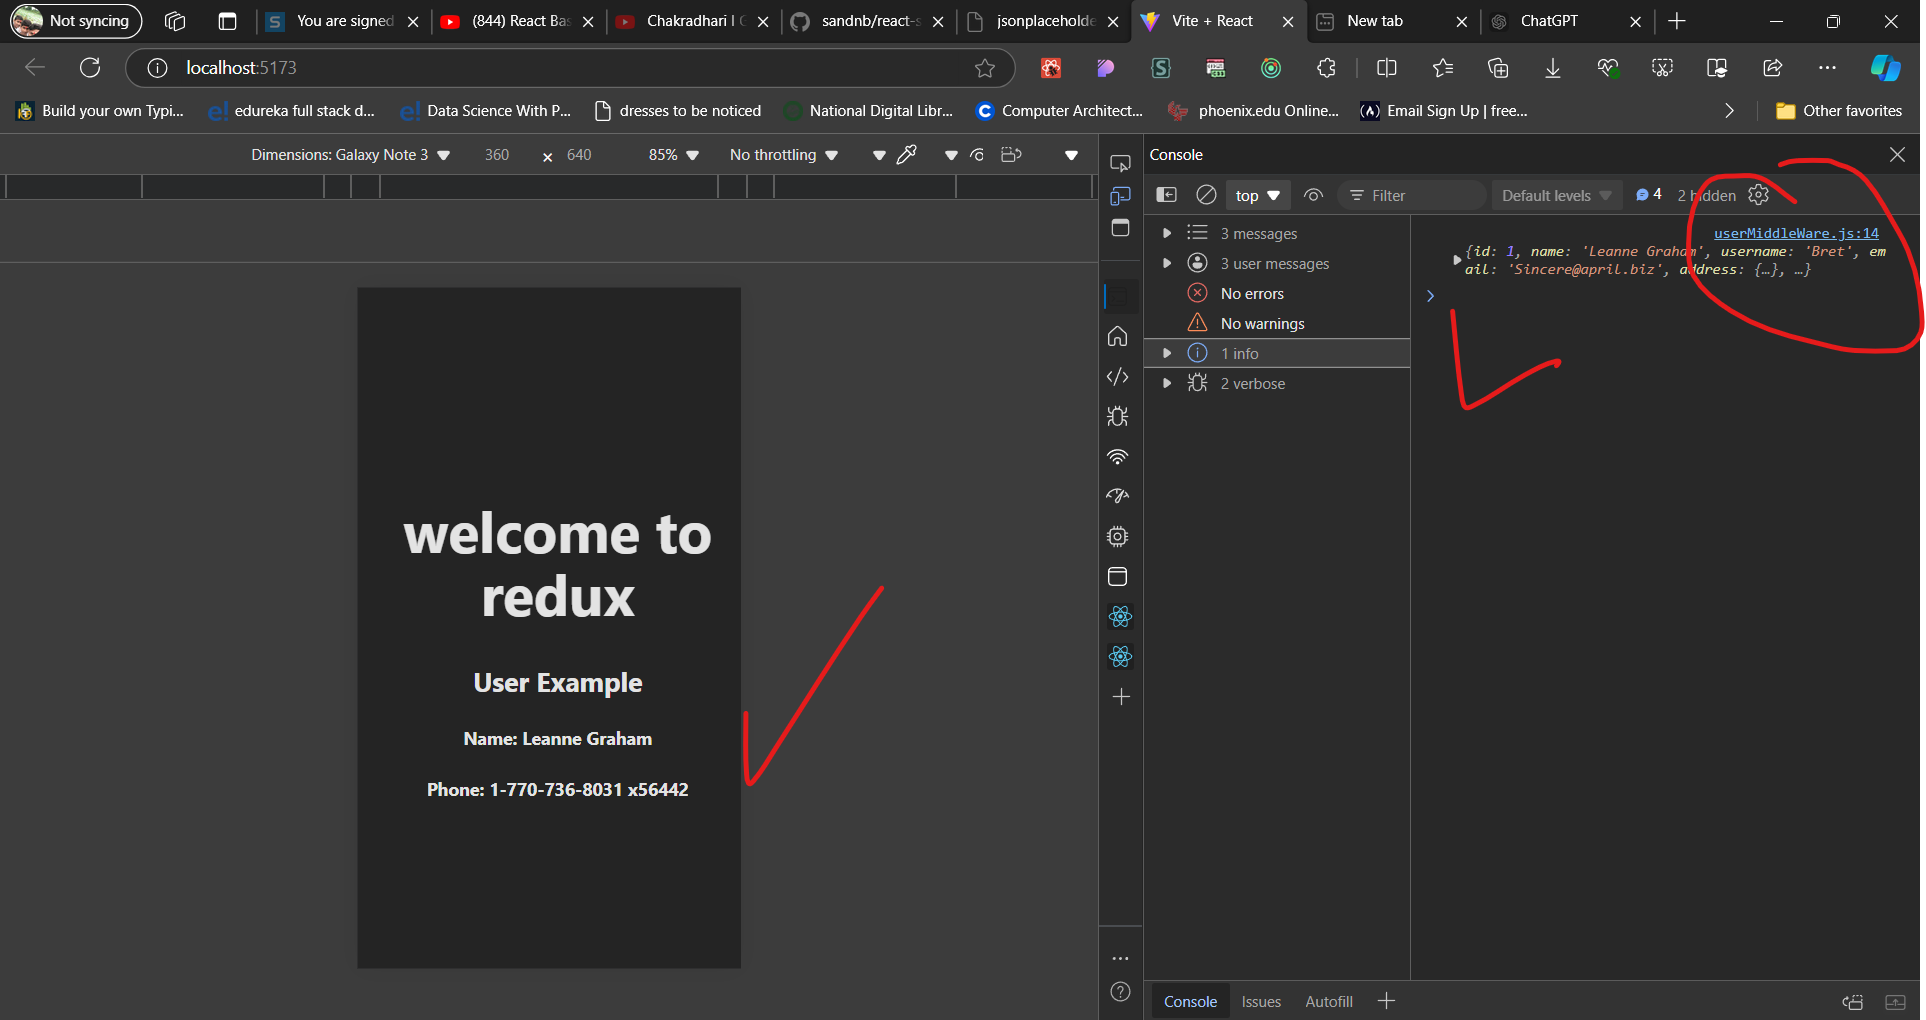 Not syncing
You are signed
(844) React Bas
Chakradhari I G
sandnb/react-s
jsonplaceholde
Vite + React
New tab
ChatGPT
localhost:5173
Build your own Typi...
edureka full stack d...
Data Science With P...
dresses to be noticed
National Digital Libr...
Computer Architect...
phoenix.edu Online...
Email Sign Up | free...
Other favorites
Dimensions: Galaxy Note 3
360
×
640
85%
No throttling
Console
top
Filter
Default levels
4
2 hidden
3 messages
3 user messages
No errors
No warnings
1 info
2 verbose
userMiddleWare.js:14
{id: 1, name: 'Leanne Graham', username: 'Bret', em
ail: 'Sincere@april.biz', address: {…}, …}
welcome to
redux
User Example
Name: Leanne Graham
Phone: 1-770-736-8031 x56442
Console
Issues
Autofill